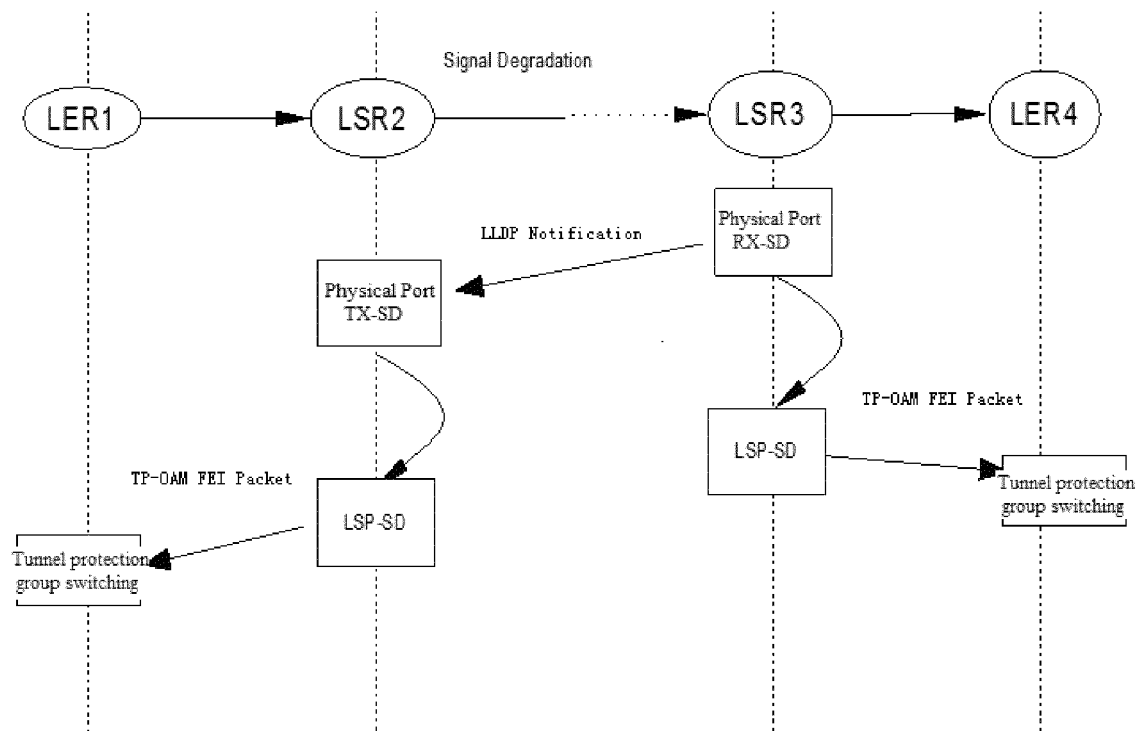 Signal Degradation
LER1
LSR2
LSR3
LER4
Physical Port
RX-SD
LLDP Notification
Physical Port
TX-SD
TP-OAM FEI Packet
LSP-SD
TP-OAM FEI Packet
Tunnel protection
group switching
LSP-SD
Tunnel protection
group switching